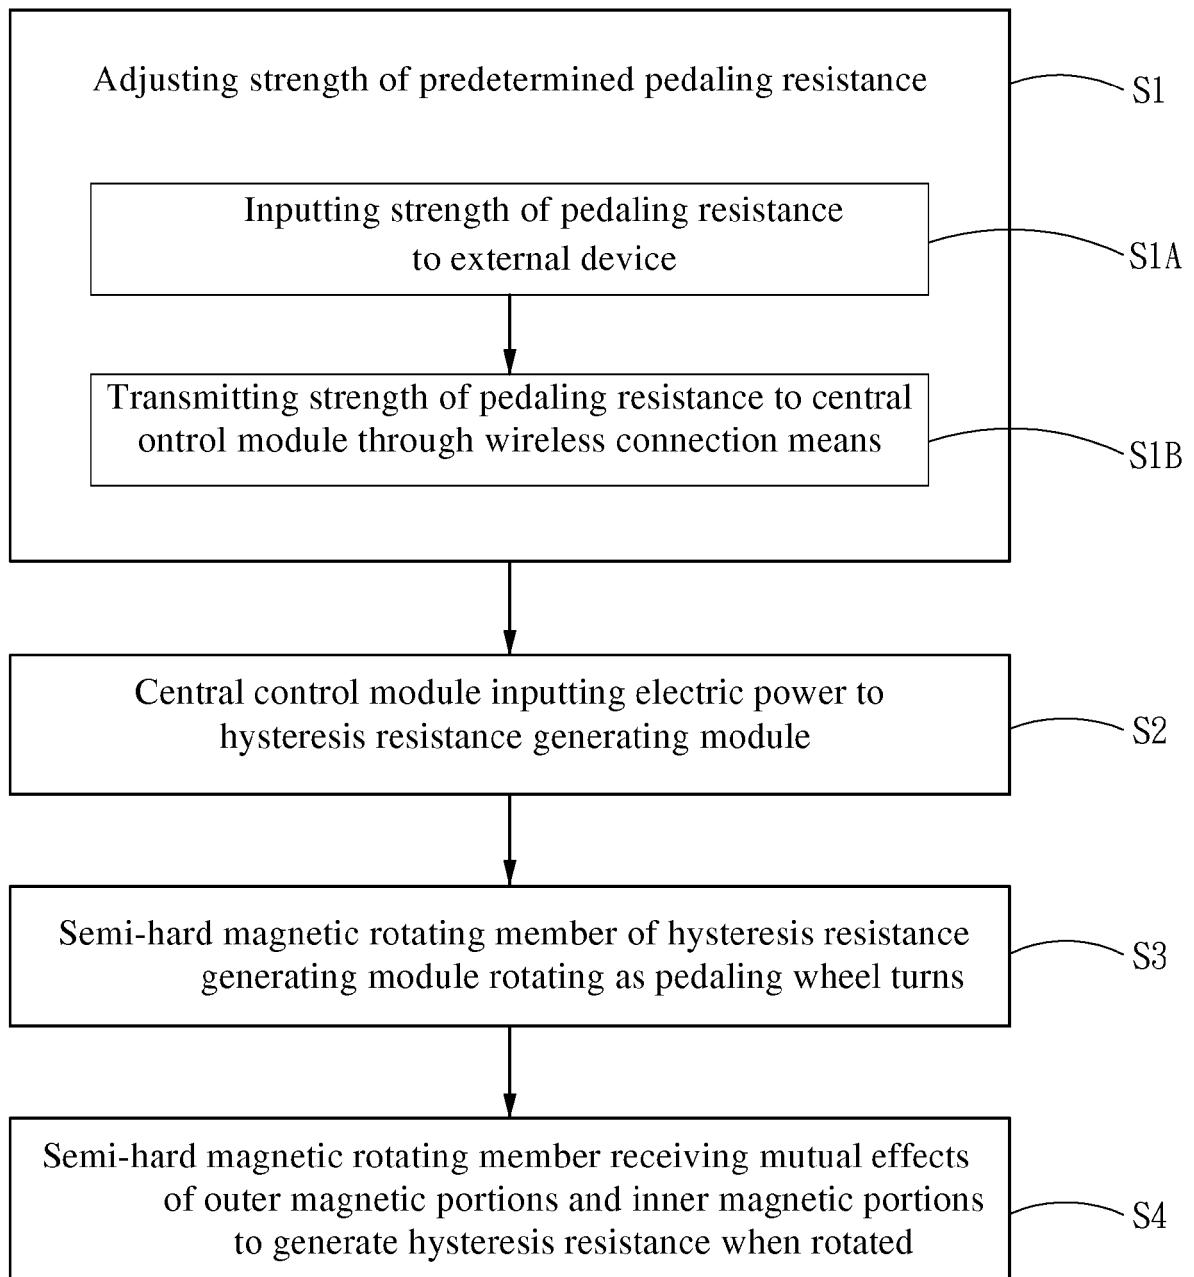 Adjusting strength of predetermined pedaling resistance
S1
Inputting strength of pedaling resistance
to external device
S1A
Transmitting strength of pedaling resistance to central
ontrol module through wireless connection means
S1B
Central control module inputting electric power to
hysteresis resistance generating module
S2
Semi-hard magnetic rotating member of hysteresis resistance
generating module rotating as pedaling wheel turns
S3
Semi-hard magnetic rotating member receiving mutual effects
of outer magnetic portions and inner magnetic portions
to generate hysteresis resistance when rotated
S4